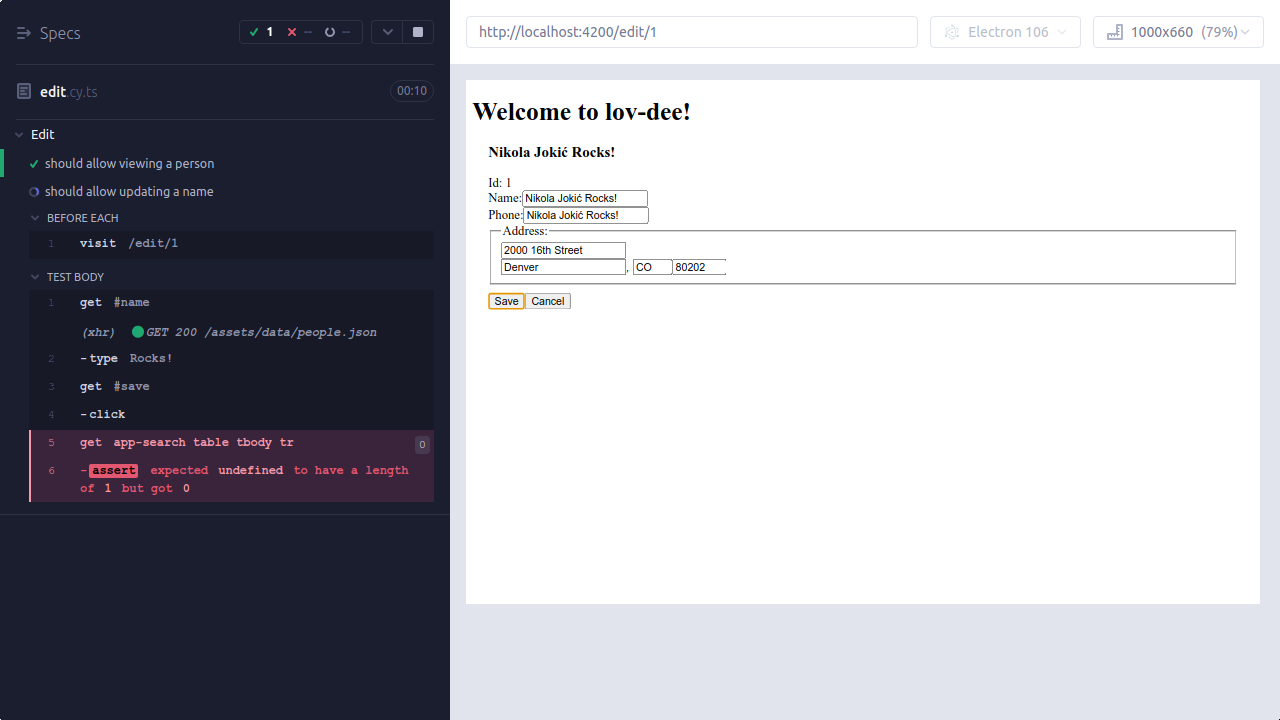 Specs
1
--
--
edit.cy.ts
00:10
Edit
should allow viewing a person
should allow updating a name
BEFORE EACH
1 visit /edit/1
TEST BODY
1 get #name
(xhr) GET 200 /assets/data/people.json
2 -type Rocks!
3 get #save
4 -click
5 get app-search table tbody tr 0
6 -assert expected undefined to have a length
of 1 but got 0
http://localhost:4200/edit/1
Electron 106
1000x660 (79%)
Welcome to lov-dee!
Nikola Jokić Rocks!
Id: 1
Name: Nikola Jokić Rocks!
Phone: Nikola Jokić Rocks!
Address:
2000 16th Street
Denver, CO 80202
Save Cancel